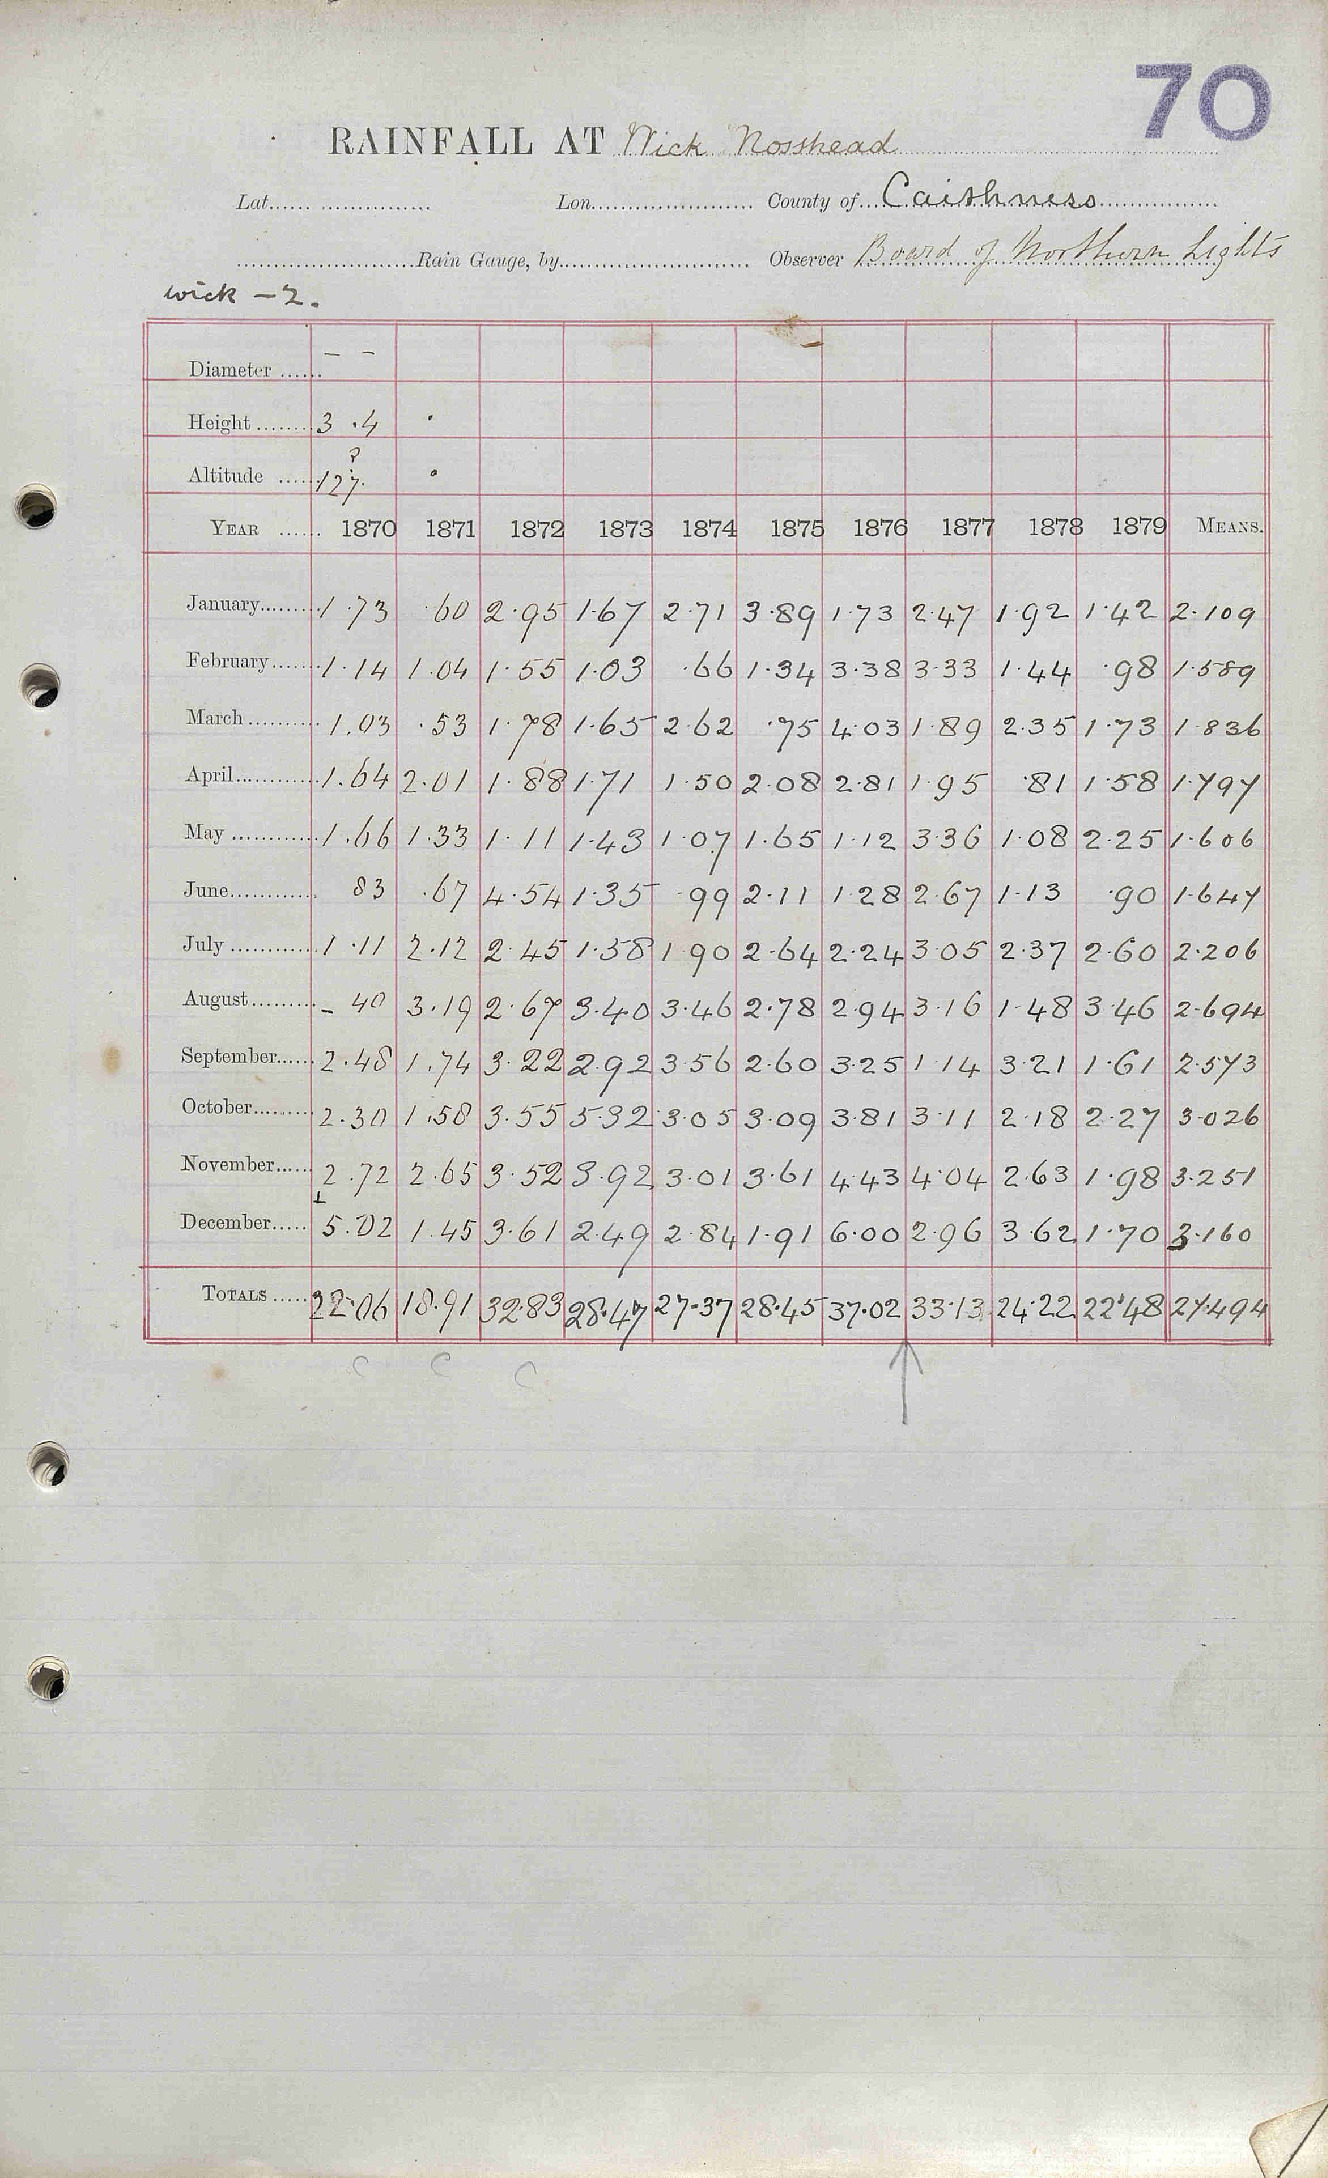 70
RAINFALL AT Wick Nosshead
Lat. Lon. County of Caithness
Rain Gauge, by Observer Board of Northern Lights
Wick - 2.
Diameter - -
Height 3 .4 .
Altitude 127 ? .
YEAR 1870 1871 1872 1873 1874 1875 1876 1877 1878 1879 MEANS.
January 1.73 .60 2.95 1.67 2.71 3.89 1.73 2.47 1.92 1.42 2.109
February 1.14 1.04 1.55 1.03 .66 1.34 3.38 3.33 1.44 .98 1.589
March 1.03 .53 1.78 1.65 2.62 .75 4.03 1.89 2.35 1.73 1.836
April 1.64 2.01 1.88 1.71 1.50 2.08 2.81 1.95 .81 1.58 1.797
May 1.66 1.33 1.11 1.43 1.07 1.65 1.12 3.36 1.08 2.25 1.606
June 83 .67 4.54 1.35 .99 2.11 1.28 2.67 1.13 .90 1.647
July 1.11 2.12 2.45 1.58 1.90 2.64 2.24 3.05 2.37 2.60 2.206
August - 40 3.19 2.67 3.40 3.46 2.78 2.94 3.16 1.48 3.46 2.694
September 2.48 1.74 3.22 2.92 3.56 2.60 3.25 1.14 3.21 1.61 2.573
October 2.30 1.58 3.55 5.32 3.05 3.09 3.81 3.11 2.18 2.27 3.026
November 2.72 2.65 3.52 3.92 3.01 3.61 4.43 4.04 2.63 1.98 3.251
December 5.02 1.45 3.61 2.49 2.84 1.91 6.00 2.96 3.62 1.70 3.160
TOTALS 22.06 18.91 32.83 28.47 27.37 28.45 37.02 33.13 24.22 22.48 27.494
C C C